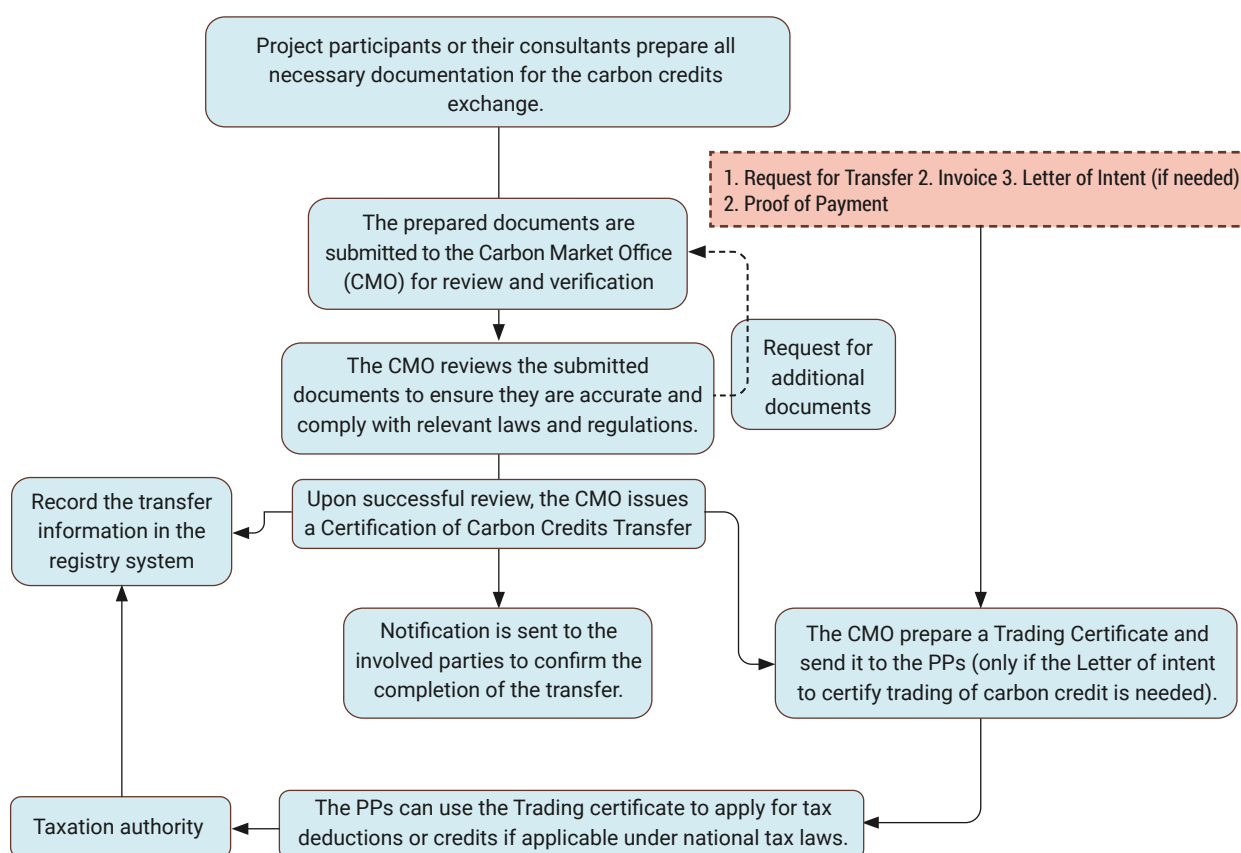 Project participants or their consultants prepare all
necessary documentation for the carbon credits
exchange.
1. Request for Transfer 2. Invoice 3. Letter of Intent (if needed)
2. Proof of Payment
The prepared documents are
submitted to the Carbon Market Office
(CMO) for review and verification
Request for
additional
documents
The CMO reviews the submitted
documents to ensure they are accurate and
comply with relevant laws and regulations.
Record the transfer
information in the
registry system
Upon successful review, the CMO issues
a Certification of Carbon Credits Transfer
Notification is sent to the
involved parties to confirm the
completion of the transfer.
The CMO prepare a Trading Certificate and
send it to the PPs (only if the Letter of intent
to certify trading of carbon credit is needed).
Taxation authority
The PPs can use the Trading certificate to apply for tax
deductions or credits if applicable under national tax laws.